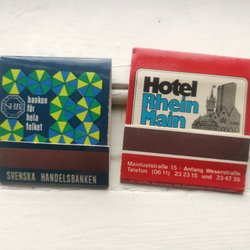 SHB
banken
för
hela
folket
SVENSKA HANDELSBANKEN
Hotel
Rhein
Main
Mainluststraße 15 - Anfang Weserstraße
Telefon (06 11) 23 23 15 und 23 47 35